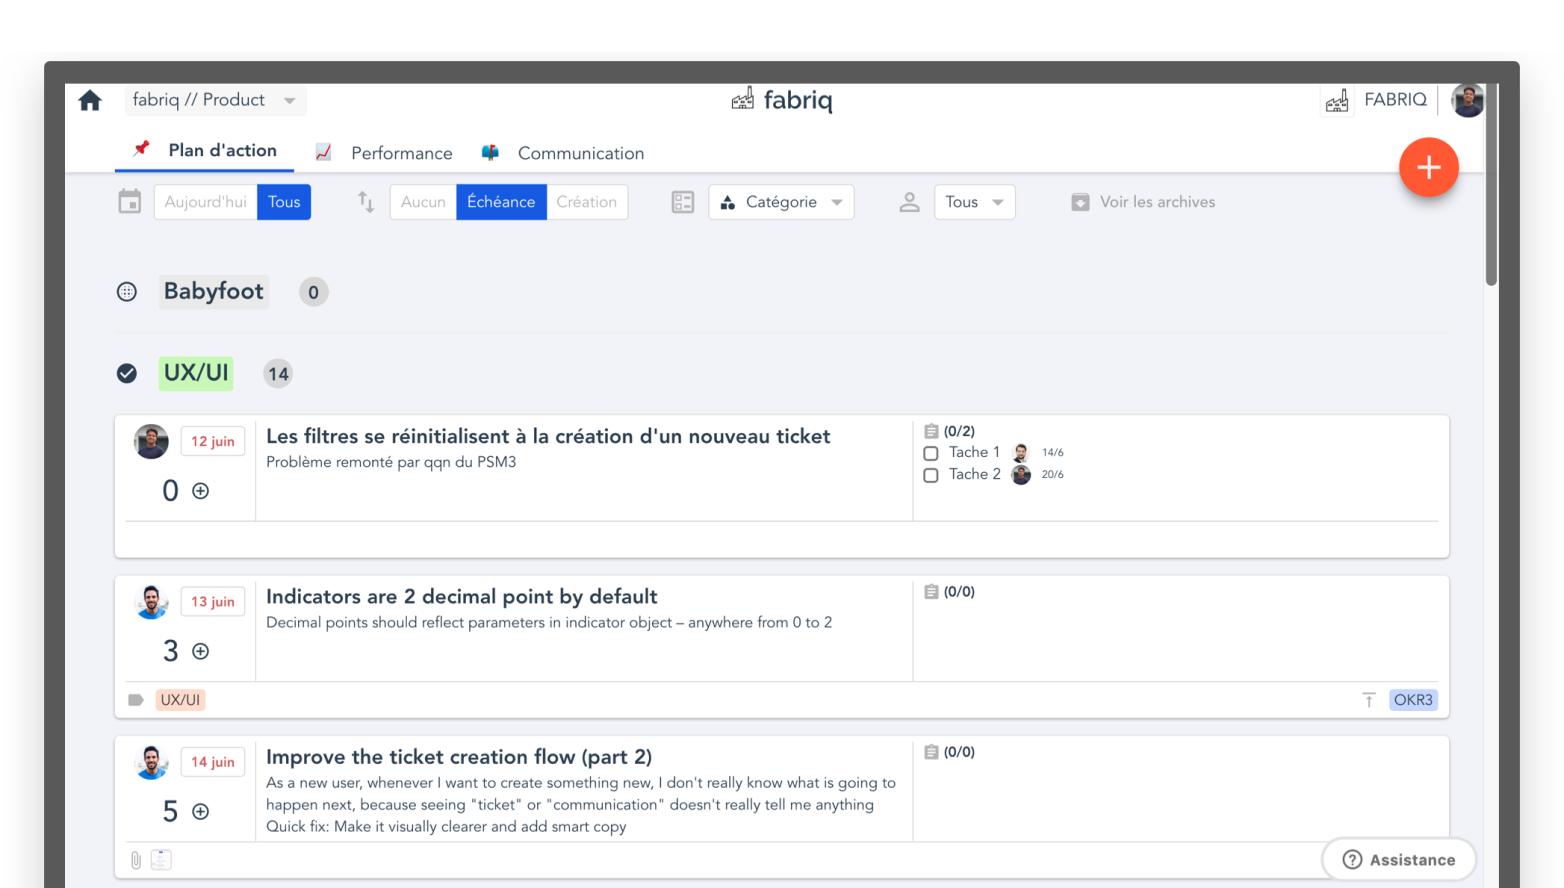 fabriq // Product
fabriq
FABRIQ
Plan d'action
Performance
Communication
Aujourd'hui
Tous
Aucun
Échéance
Création
Catégorie
Tous
Voir les archives
Babyfoot
0
UX/UI
14
12 juin
0
Les filtres se réinitialisent à la création d'un nouveau ticket
Problème remonté par qqn du PSM3
(0/2)
Tache 1 14/6
Tache 2 20/6
13 juin
3
Indicators are 2 decimal point by default
Decimal points should reflect parameters in indicator object – anywhere from 0 to 2
(0/0)
UX/UI
OKR3
14 juin
5
Improve the ticket creation flow (part 2)
As a new user, whenever I want to create something new, I don't really know what is going to
happen next, because seeing "ticket" or "communication" doesn't really tell me anything
Quick fix: Make it visually clearer and add smart copy
(0/0)
Assistance